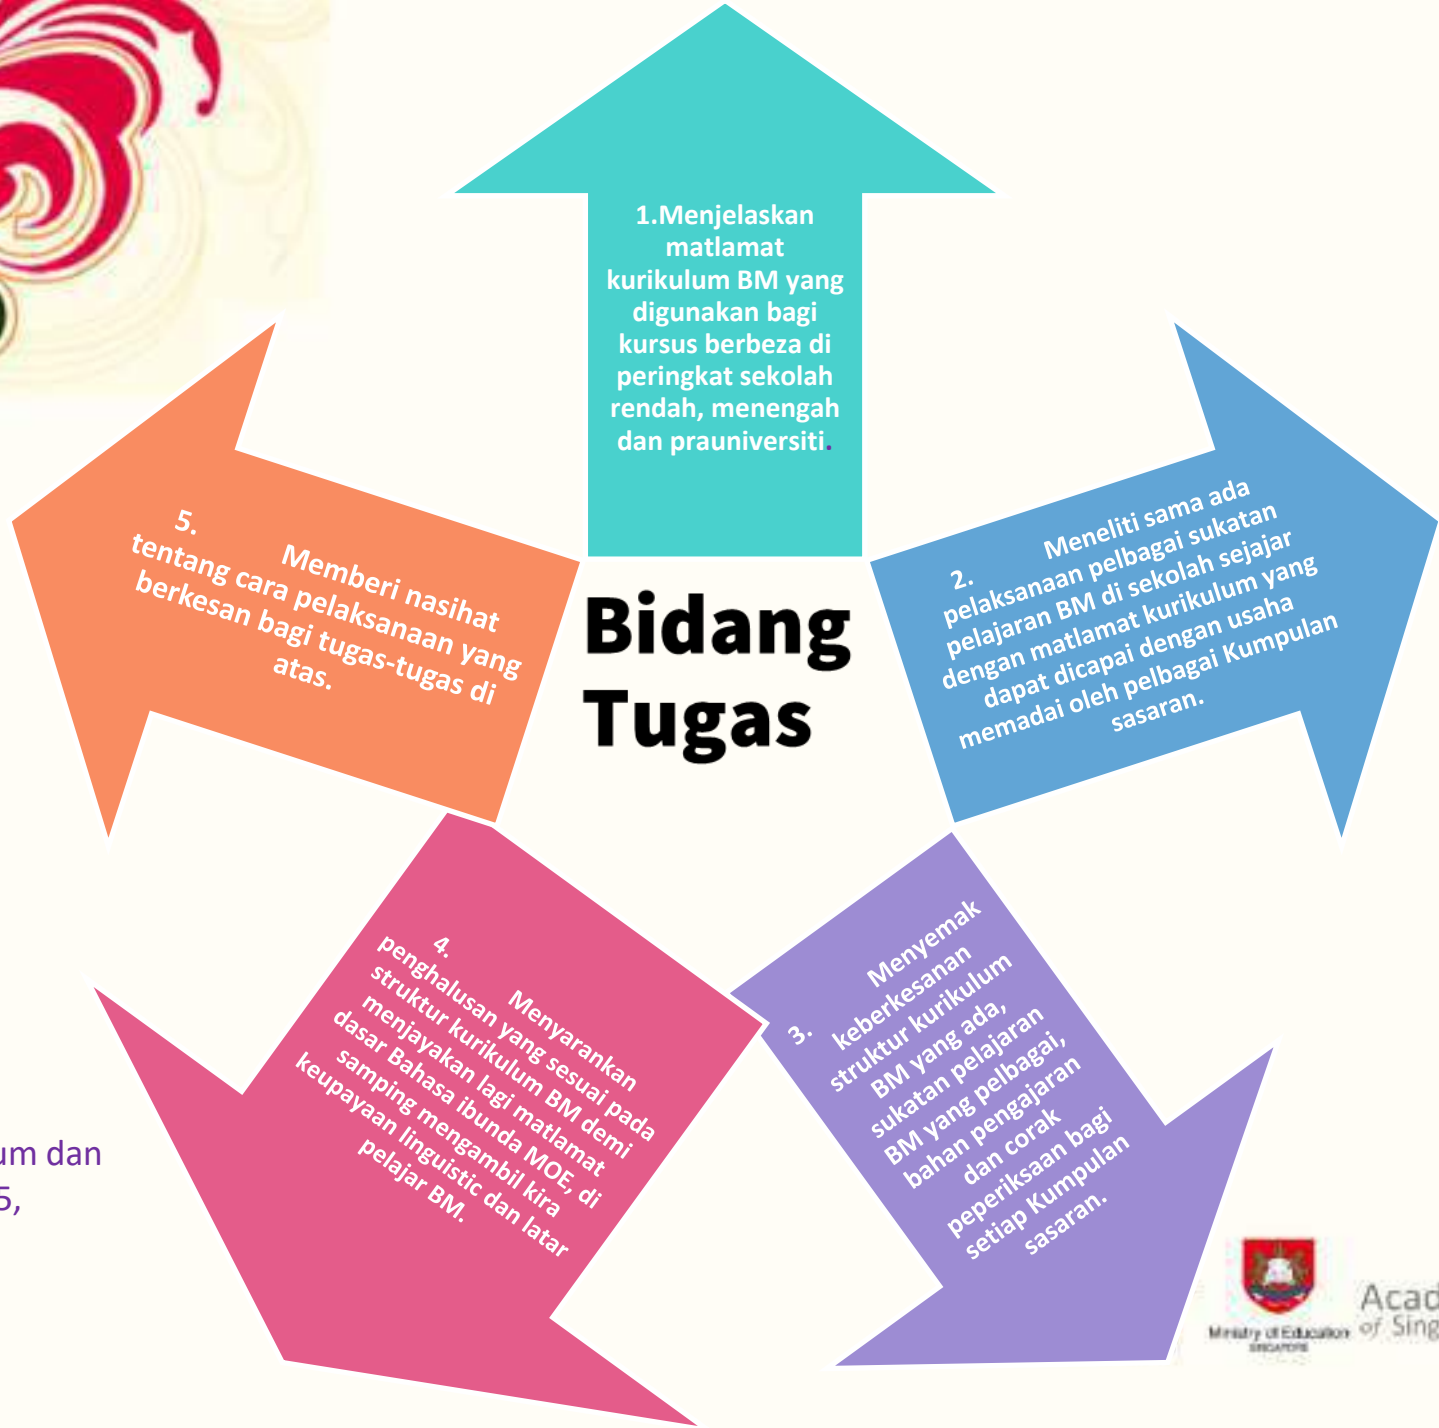 1.Menjelaskan
matlamat
kurikulum BM yang
digunakan bagi
kursus berbeza di
peringkat sekolah
rendah, menengah
dan prauniversiti.
2. Meneliti sama ada
pelaksanaan pelbagai sukatan
pelajaran BM di sekolah sejajar
dengan matlamat kurikulum yang
dapat dicapai dengan usaha
memadai oleh pelbagai Kumpulan
sasaran.
Bidang
Tugas
3. Menyemak
keberkesanan
struktur kurikulum
BM yang ada,
sukatan pelajaran
BM yang pelbagai,
bahan pengajaran
dan corak
peperiksaan bagi
setiap Kumpulan
sasaran.
4. Menyarankan
penghalusan yang sesuai pada
struktur kurikulum BM demi
menjayakan lagi matlamat
dasar Bahasa ibunda MOE, di
samping mengambil kira
keupayaan linguistic dan latar
pelajar BM.
5. Memberi nasihat
tentang cara pelaksanaan yang
berkesan bagi tugas-tugas di
atas.
um dan
5,
Ministry of Education
SINGAPORE
Acad
of Sing